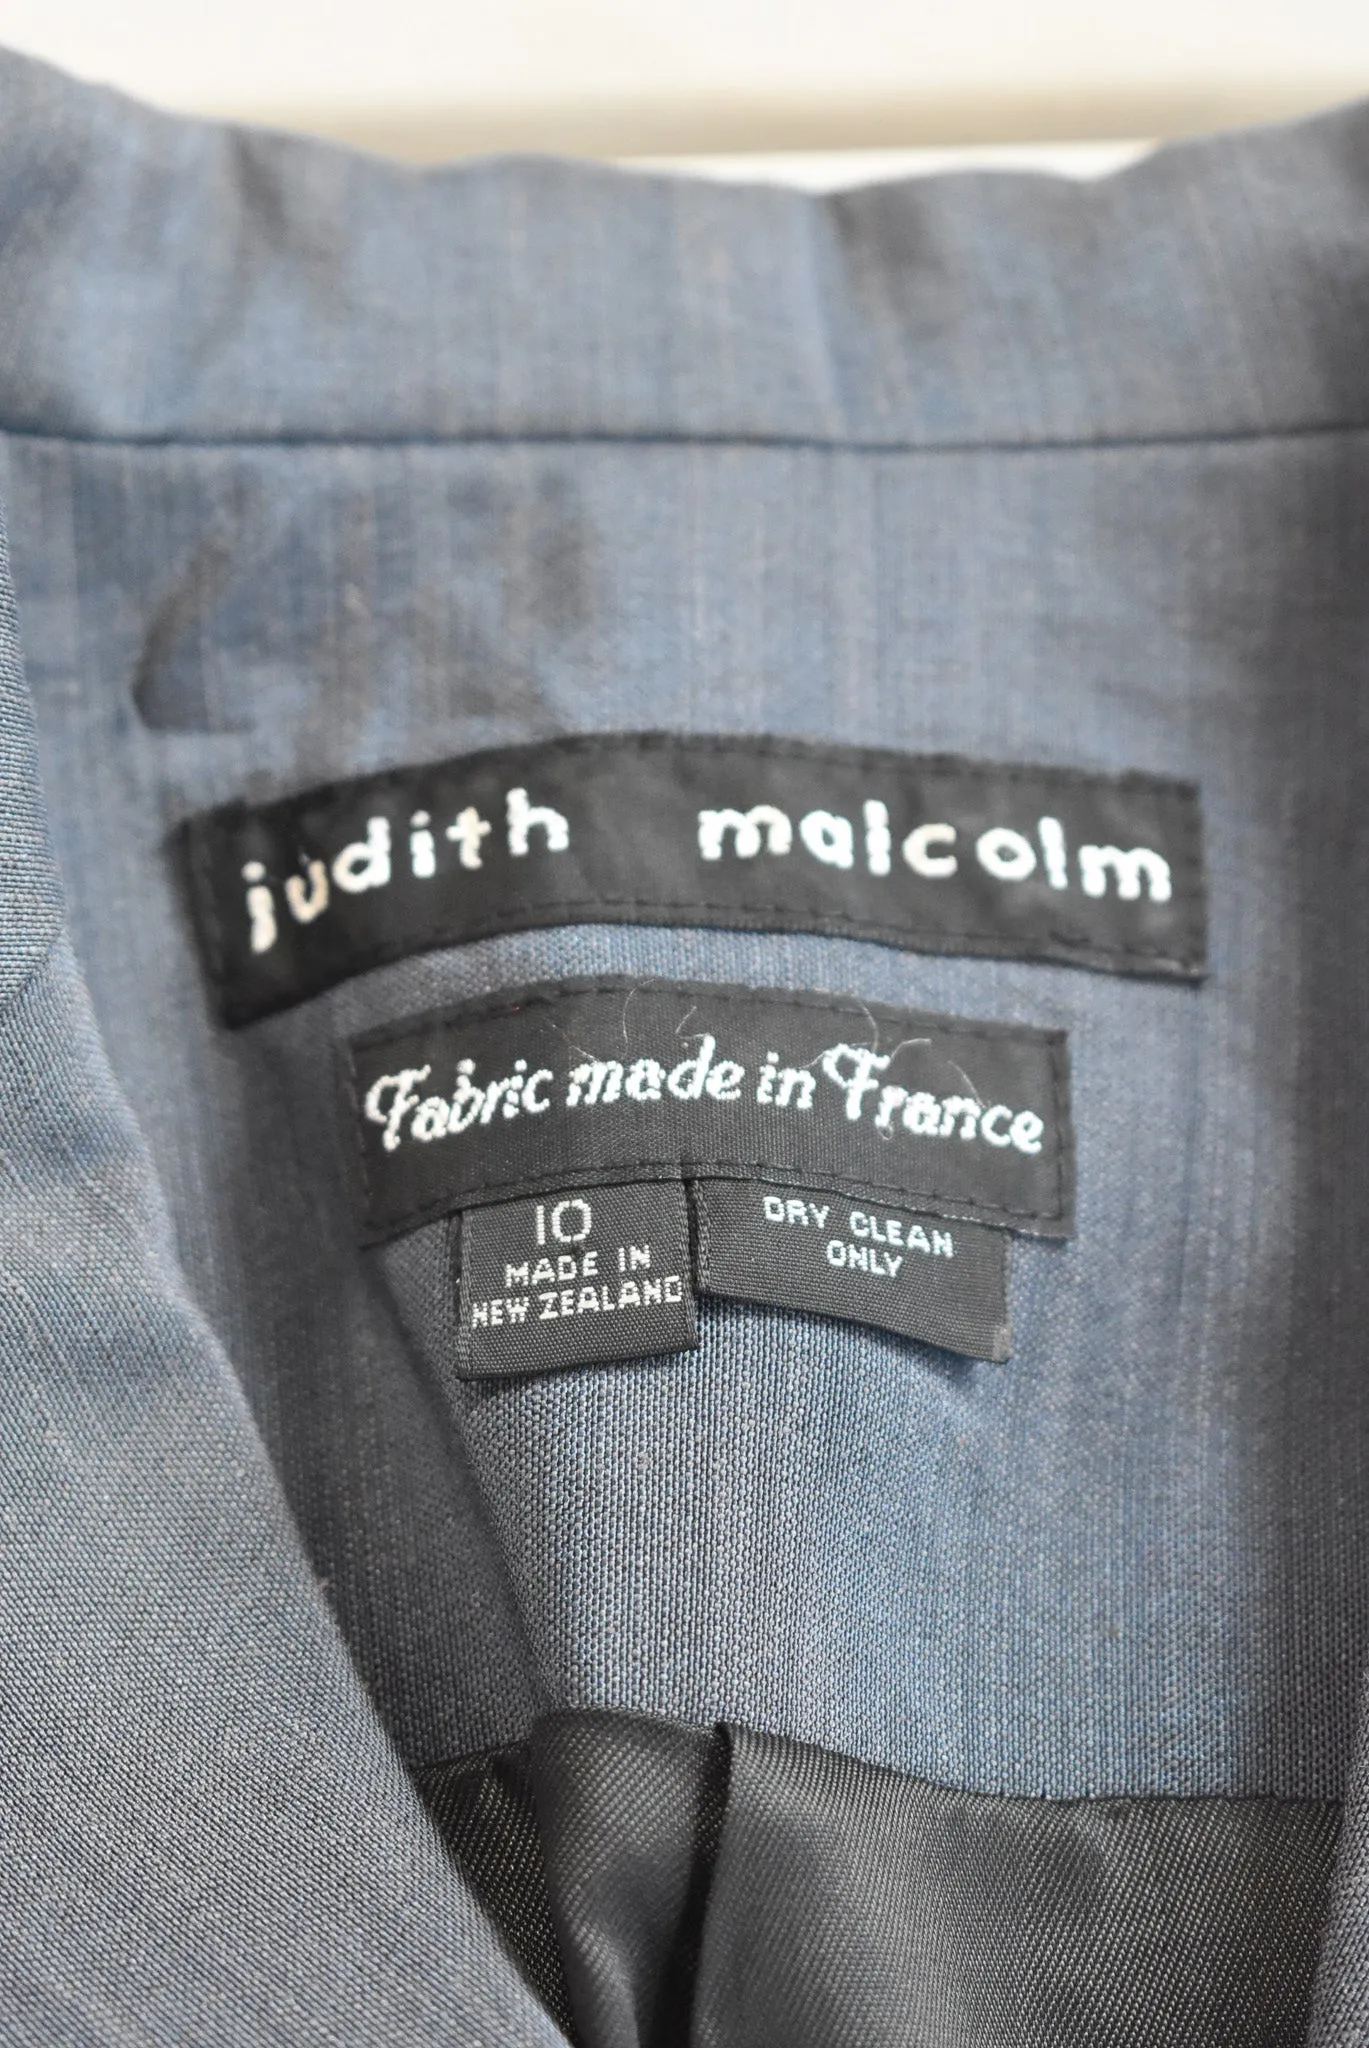 judith malcolm
Fabric made in France
10
MADE IN
NEW ZEALAND
DRY CLEAN
ONLY